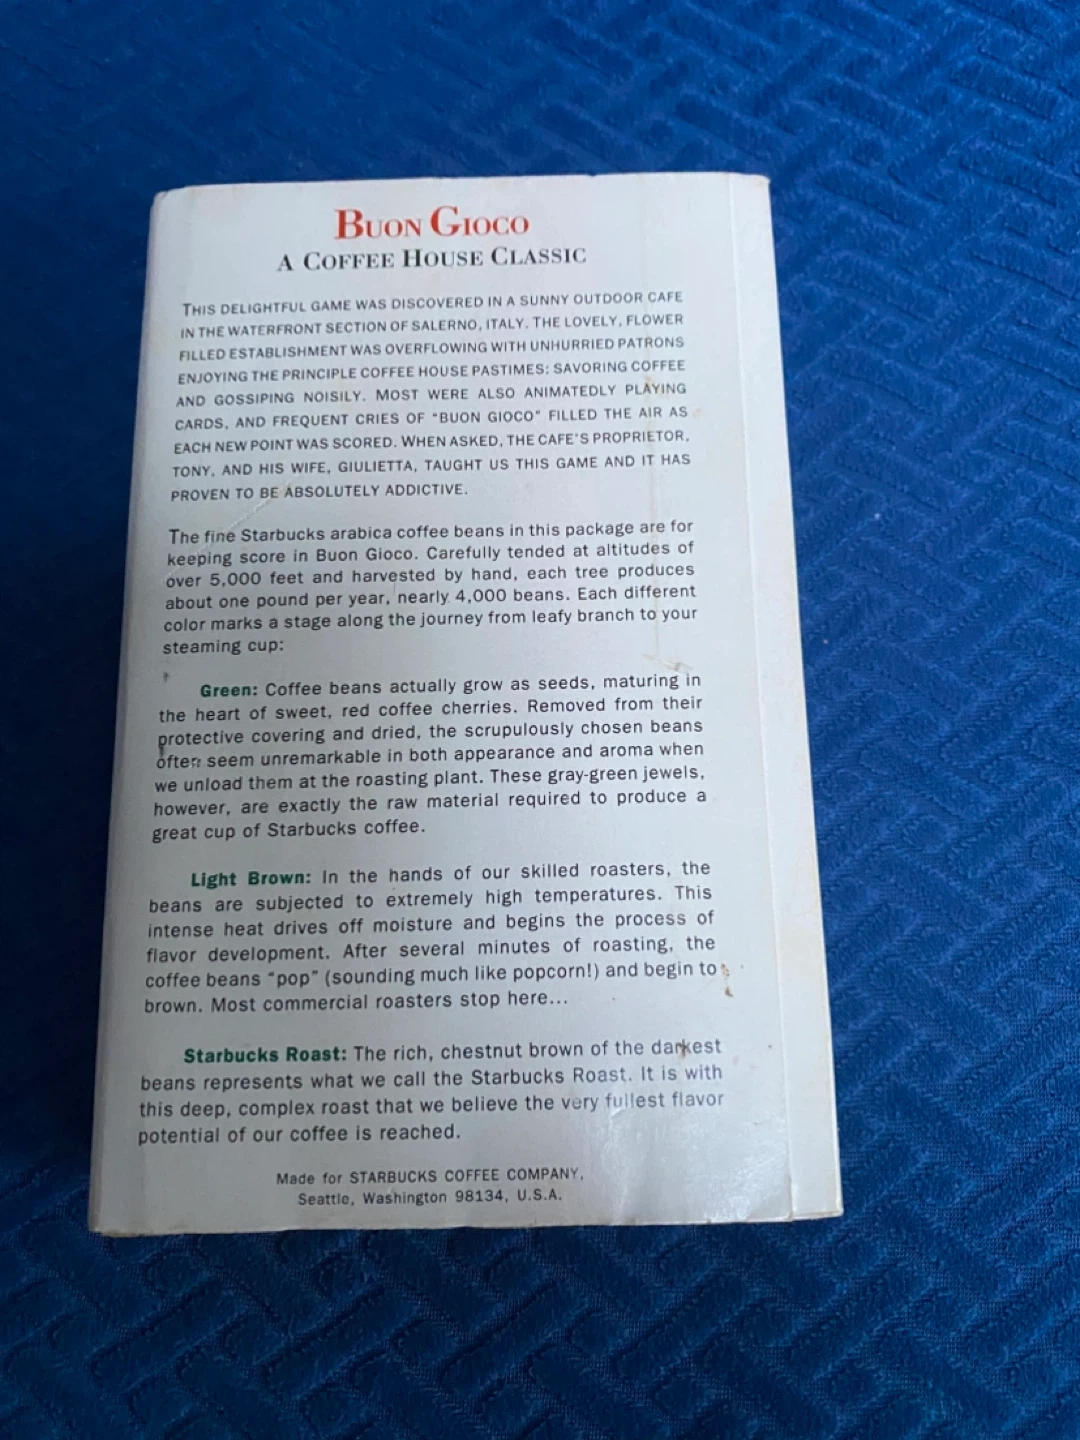 BUON GIOCO
A COFFEE HOUSE CLASSIC
THIS DELIGHTFUL GAME WAS DISCOVERED IN A SUNNY OUTDOOR CAFE
IN THE WATERFRONT SECTION OF SALERNO, ITALY. THE LOVELY, FLOWER
FILLED ESTABLISHMENT WAS OVERFLOWING WITH UNHURRIED PATRONS
ENJOYING THE PRINCIPLE COFFEE HOUSE PASTIMES: SAVORING COFFEE
AND GOSSIPING NOISILY. MOST WERE ALSO ANIMATEDLY PLAYING
CARDS, AND FREQUENT CRIES OF "BUON GIOCO" FILLED THE AIR AS
EACH NEW POINT WAS SCORED. WHEN ASKED, THE CAFE'S PROPRIETOR,
TONY, AND HIS WIFE, GIULIETTA, TAUGHT US THIS GAME AND IT HAS
PROVEN TO BE ABSOLUTELY ADDICTIVE.
The fine Starbucks arabica coffee beans in this package are for
keeping score in Buon Gioco. Carefully tended at altitudes of
over 5,000 feet and harvested by hand, each tree produces
about one pound per year, nearly 4,000 beans. Each different
color marks a stage along the journey from leafy branch to your
steaming cup:
Green: Coffee beans actually grow as seeds, maturing in
the heart of sweet, red coffee cherries. Removed from their
protective covering and dried, the scrupulously chosen beans
often seem unremarkable in both appearance and aroma when
we unload them at the roasting plant. These gray-green jewels,
however, are exactly the raw material required to produce a
great cup of Starbucks coffee.
Light Brown: In the hands of our skilled roasters, the
beans are subjected to extremely high temperatures. This
intense heat drives off moisture and begins the process of
flavor development. After several minutes of roasting, the
coffee beans "pop" (sounding much like popcorn!) and begin to
brown. Most commercial roasters stop here...
Starbucks Roast: The rich, chestnut brown of the darkest
beans represents what we call the Starbucks Roast. It is with
this deep, complex roast that we believe the very fullest flavor
potential of our coffee is reached.
Made for STARBUCKS COFFEE COMPANY,
Seattle, Washington 98134, U.S.A.